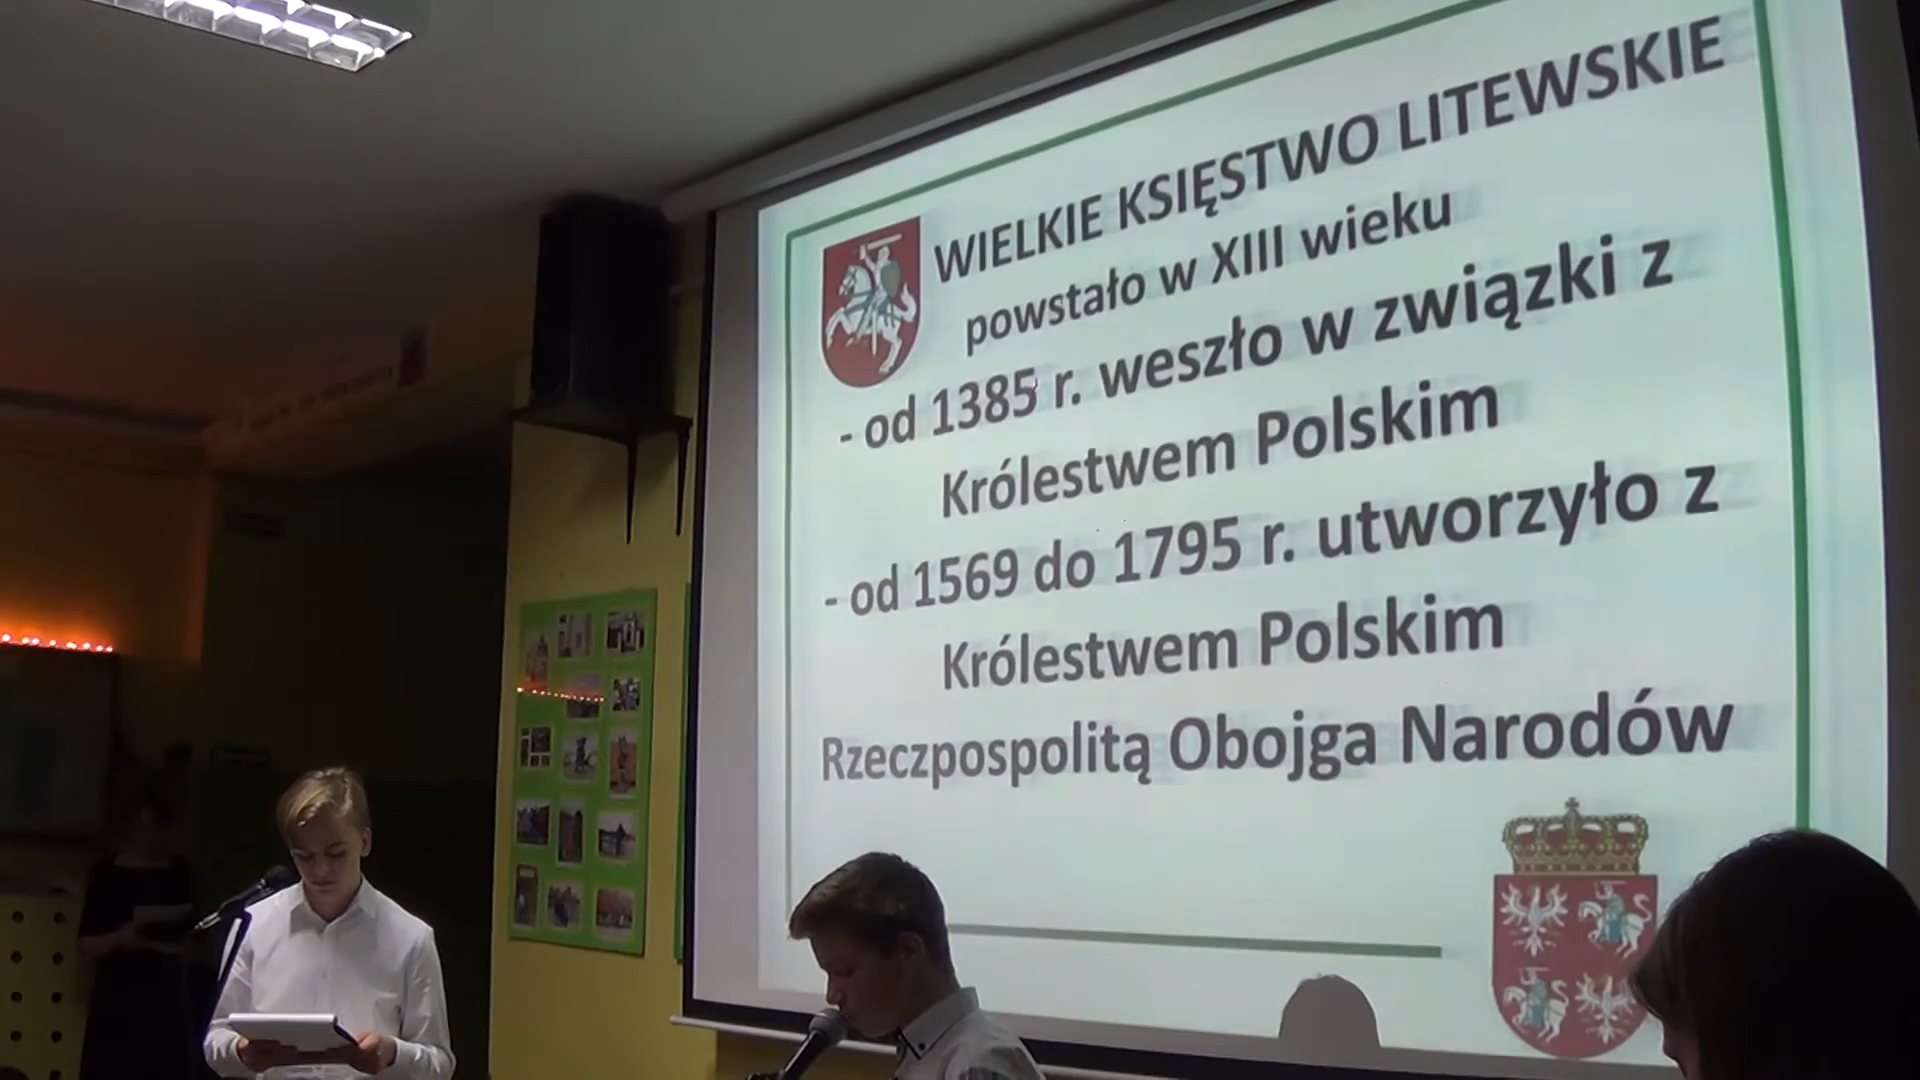 WIELKIE KSIĘSTWO LITEWSKIE
powstało w XIII wieku
- od 1385 r. weszło w związki z
Królestwem Polskim
- od 1569 do 1795 r. utworzyło z
Królestwem Polskim
Rzeczpospolitą Obojga Narodów